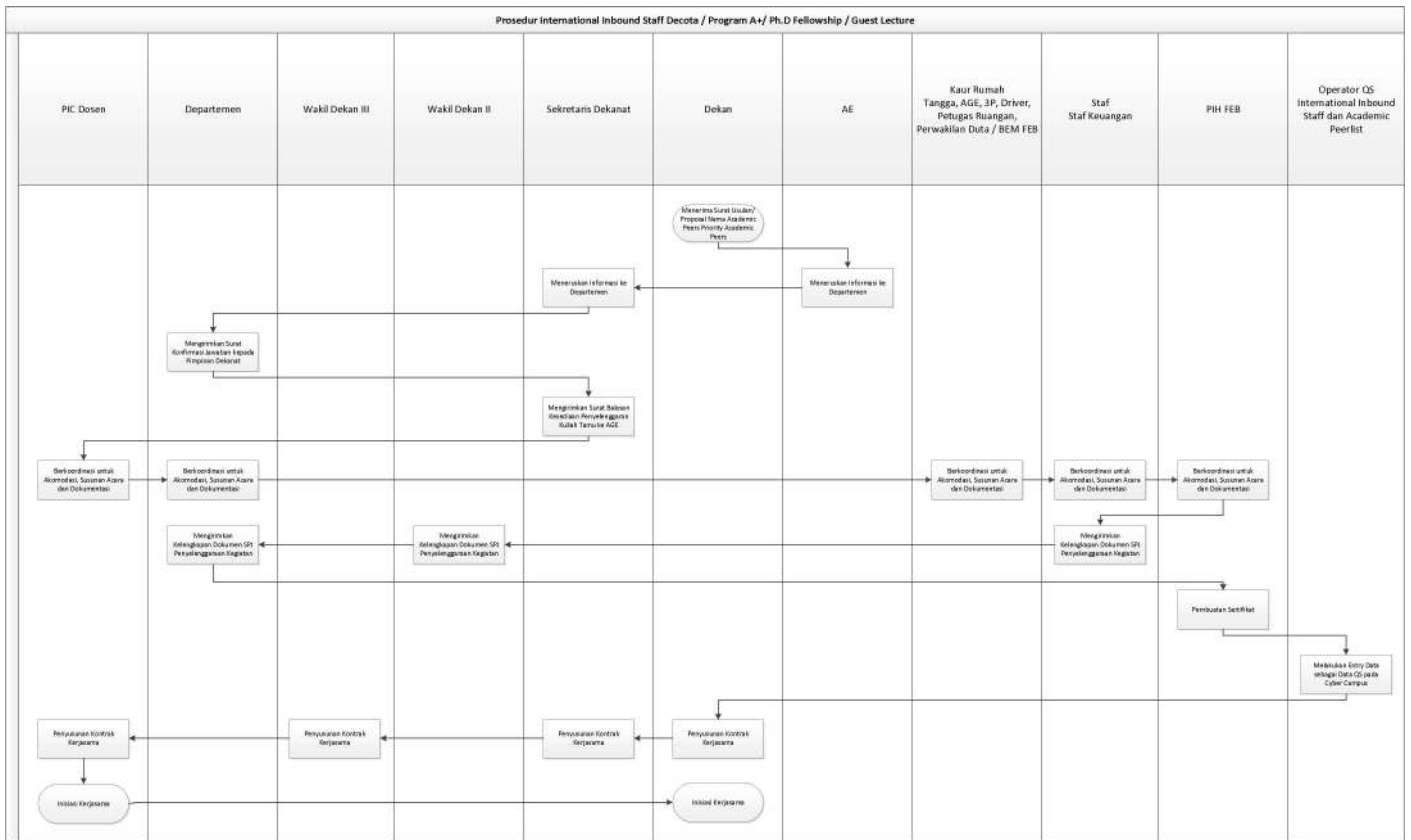 Prosedur International Inbound Staff Decota / Program A+/ Ph.D Fellowship / Guest Lecture
PIC Dosen
Departemen
Wakil Dekan III
Wakil Dekan II
Sekretaris Dekanat
Dekan
AE
Kaur Rumah
Tangga, AGE, 3P, Driver,
Petugas Ruangan,
Perwakilan Duta / BEM FEB
Staf
Staf Keuangan
PIH FEB
Operator QS
International Inbound
Staff dan Academic
Peerlist
Menerima Surat Usulan/
Proposal Nama Academic
Peers Priority Academic
Peers
Meneruskan Informasi ke
Departemen
Meneruskan Informasi ke
Departemen
Mengirimkan Surat
Konfirmasi Jawaban kepada
Pimpinan Dekanat
Mengirimkan Surat Balasan
Kesediaan Penyelenggaran
Kuliah Tamu ke AGE
Berkoordinasi untuk
Akomodasi, Susunan Acara
dan Dokumentasi
Berkoordinasi untuk
Akomodasi, Susunan Acara
dan Dokumentasi
Berkoordinasi untuk
Akomodasi, Susunan Acara
dan Dokumentasi
Berkoordinasi untuk
Akomodasi, Susunan Acara
dan Dokumentasi
Berkoordinasi untuk
Akomodasi, Susunan Acara
dan Dokumentasi
Mengirimkan
Kelengkapan Dokumen SPJ
Penyelenggaraan Kegiatan
Mengirimkan
Kelengkapan Dokumen SPJ
Penyelenggaraan Kegiatan
Mengirimkan
Kelengkapan Dokumen SPJ
Penyelenggaraan Kegiatan
Pembuatan Sertifikat
Melakukan Entry Data
sebagai Data QS pada
Cyber Campus
Penyusunan Kontrak
Kerjasama
Penyusunan Kontrak
Kerjasama
Penyusunan Kontrak
Kerjasama
Penyusunan Kontrak
Kerjasama
Inisiasi Kerjasama
Inisiasi Kerjasama